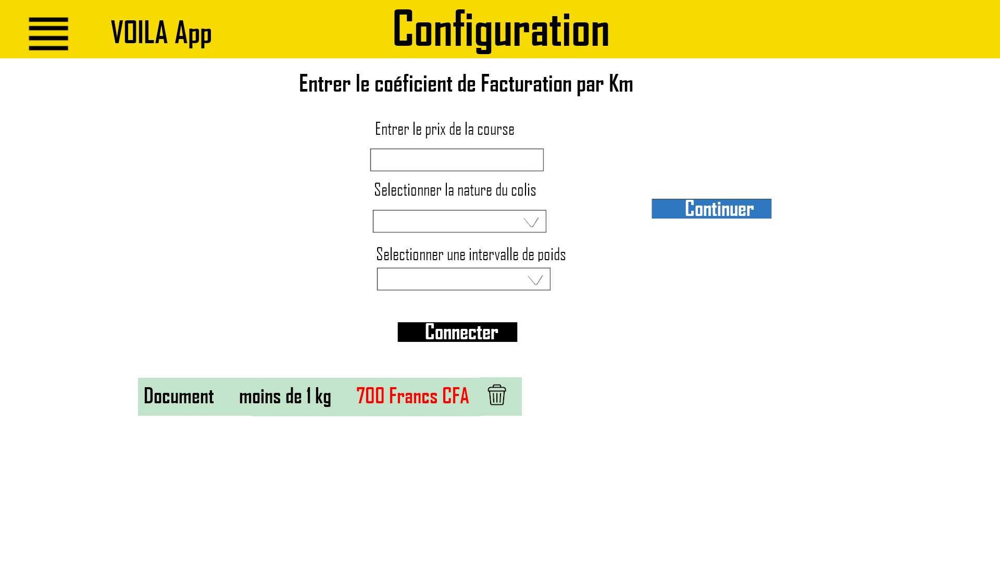 VOILA App
Configuration
Entrer le coéficient de Facturation par Km
Entrer le prix de la course
Selectionner la nature du colis
Continuer
Selectionner une intervalle de poids
Connecter
Document moins de 1 kg 700 Francs CFA